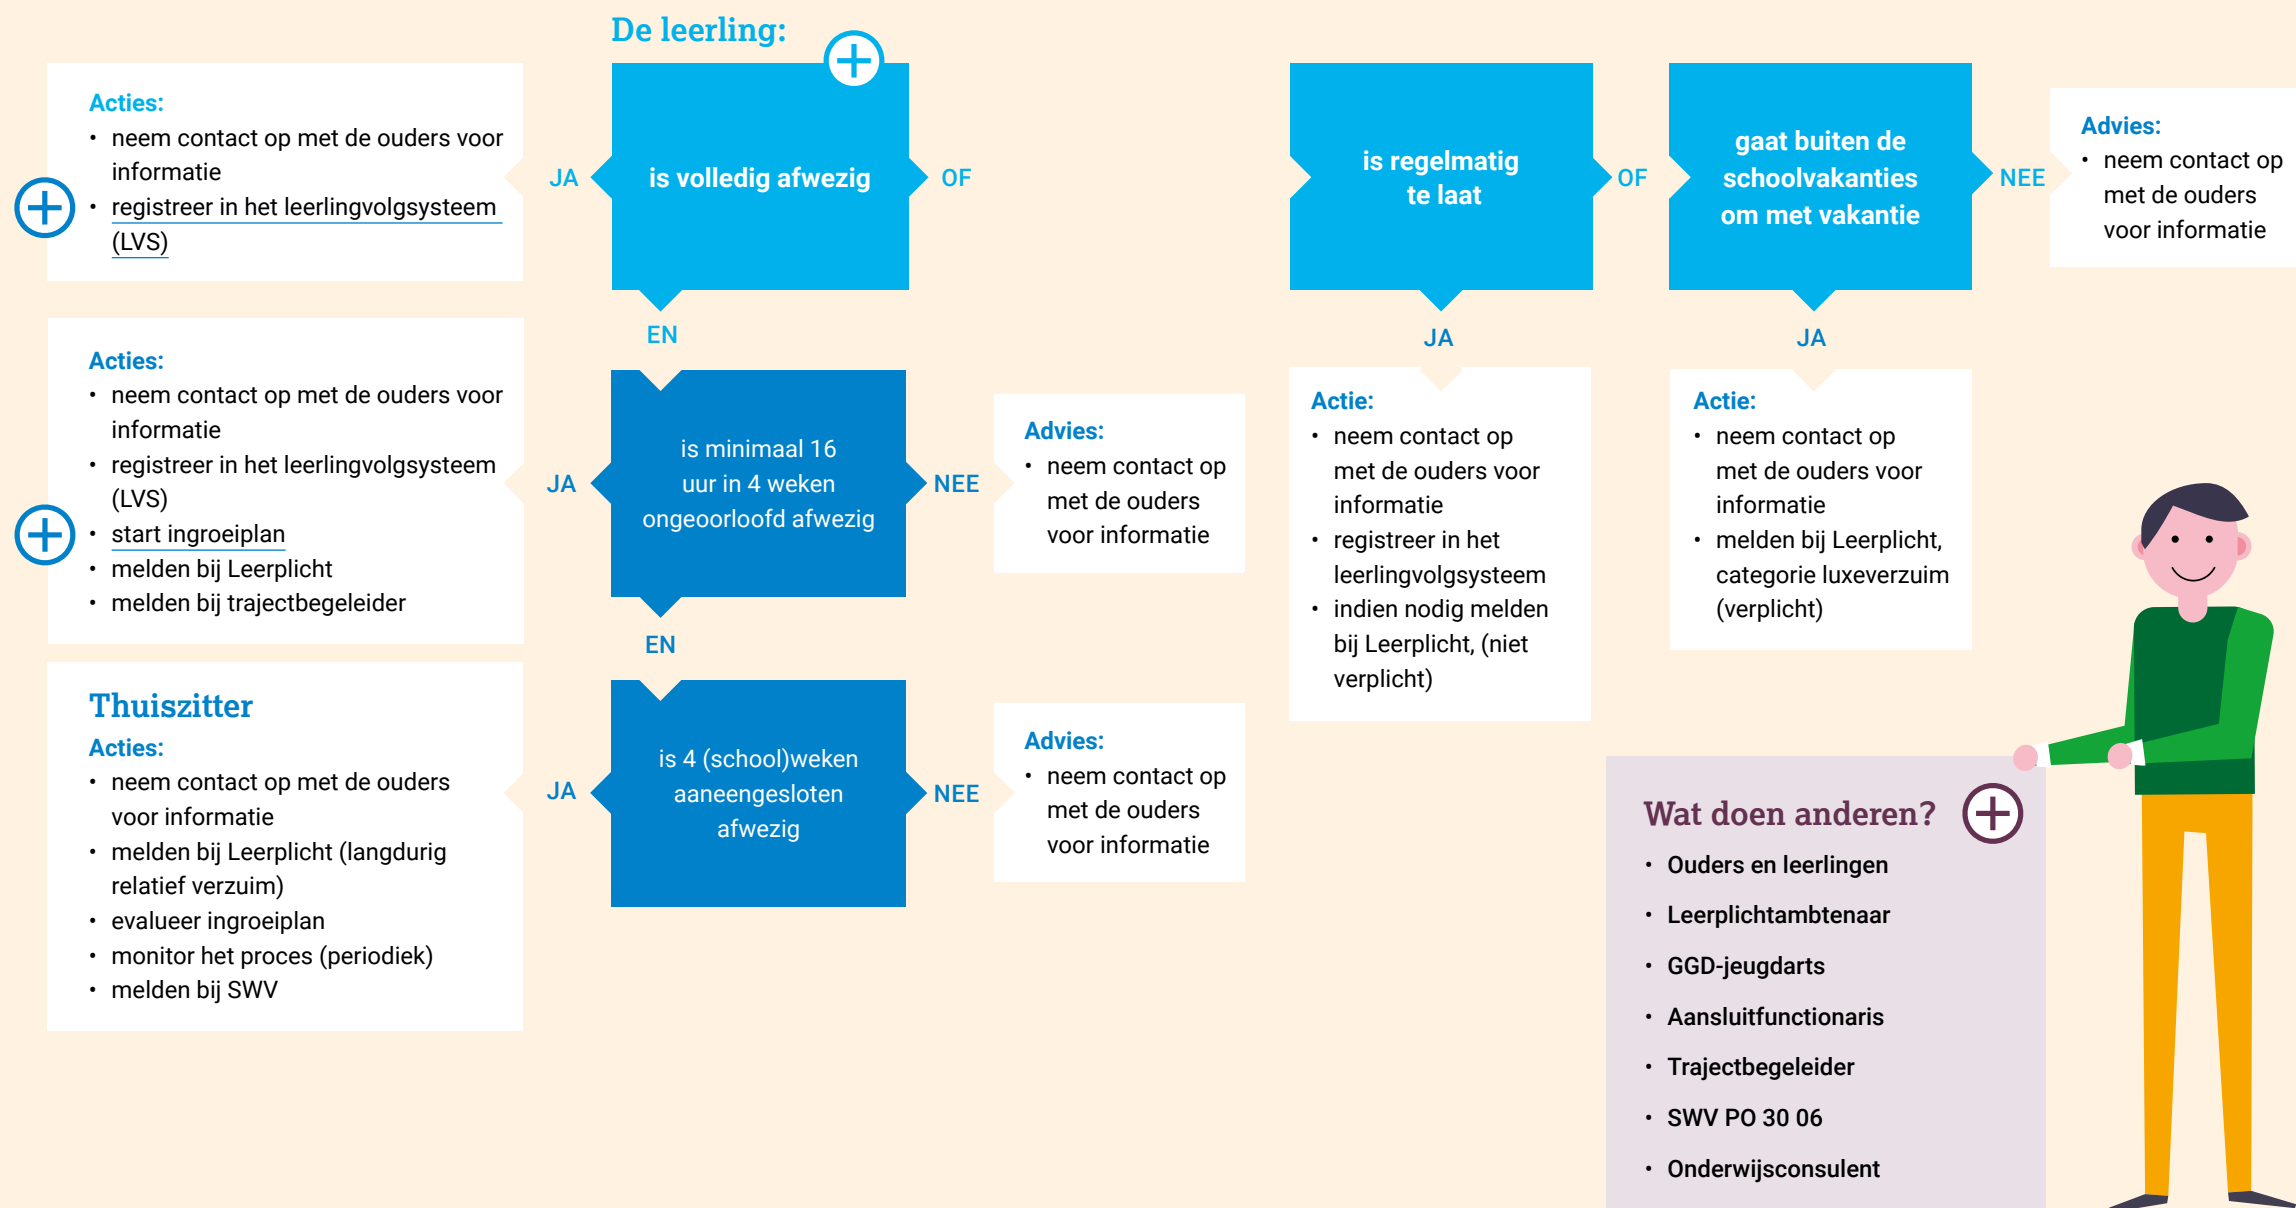 De leerling:
Acties:
• neem contact op met de ouders voor
informatie
• registreer in het leerlingvolgsysteem
(LVS)
JA
is volledig afwezig
OF
is regelmatig
te laat
OF
gaat buiten de
schoolvakanties
om met vakantie
NEE
Advies:
• neem contact op
met de ouders
voor informatie
EN
JA
JA
Acties:
• neem contact op met de ouders voor
informatie
• registreer in het leerlingvolgsysteem
(LVS)
• start ingroeiplan
• melden bij Leerplicht
• melden bij trajectbegeleider
JA
is minimaal 16
uur in 4 weken
ongeoorloofd afwezig
NEE
Advies:
• neem contact op
met de ouders
voor informatie
Actie:
• neem contact op
met de ouders voor
informatie
• registreer in het
leerlingvolgsysteem
• indien nodig melden
bij Leerplicht, (niet
verplicht)
Actie:
• neem contact op
met de ouders voor
informatie
• melden bij Leerplicht,
categorie luxeverzuim
(verplicht)
EN
Thuiszitter
Acties:
• neem contact op met de ouders
voor informatie
• melden bij Leerplicht (langdurig
relatief verzuim)
• evalueer ingroeiplan
• monitor het proces (periodiek)
• melden bij SWV
JA
is 4 (school)weken
aaneengesloten
afwezig
NEE
Advies:
• neem contact op
met de ouders
voor informatie
Wat doen anderen?
• Ouders en leerlingen
• Leerplichtambtenaar
• GGD-jeugdarts
• Aansluitfunctionaris
• Trajectbegeleider
• SWV PO 30 06
• Onderwijsconsulent